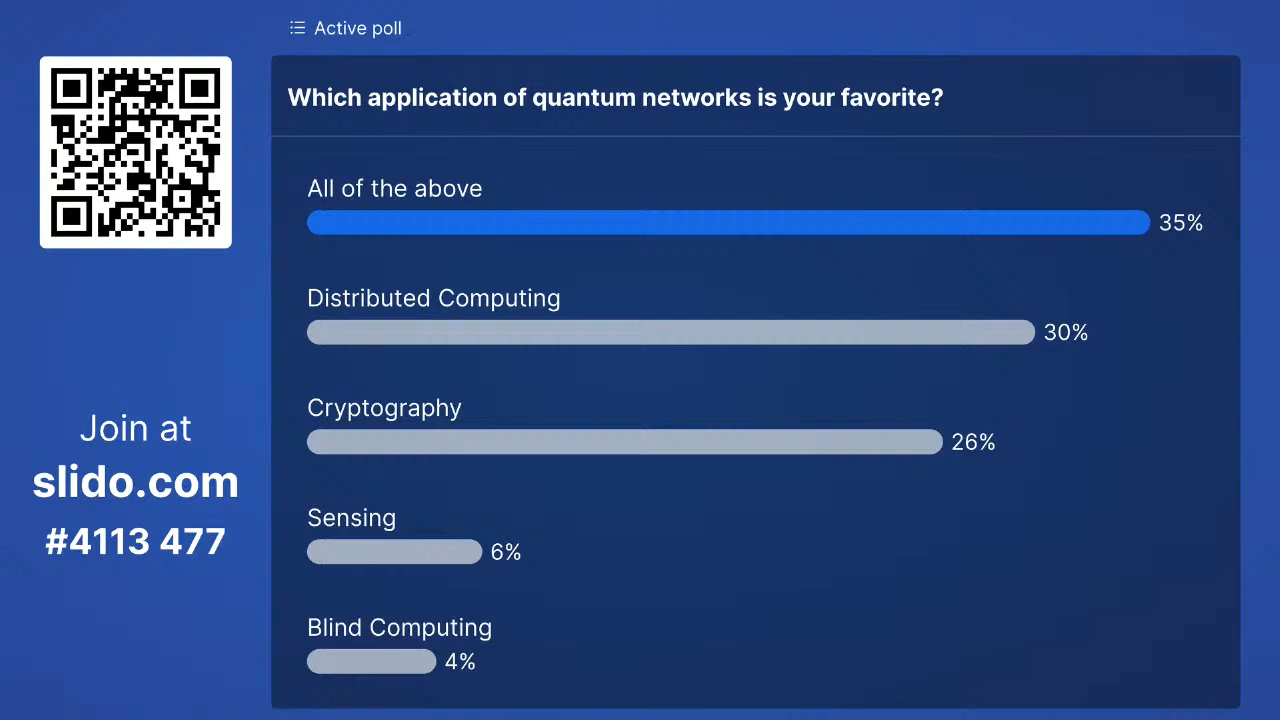 Active poll
Which application of quantum networks is your favorite?
All of the above
35%
Distributed Computing
30%
Cryptography
26%
Sensing
6%
Blind Computing
4%
Join at
slido.com
#4113 477